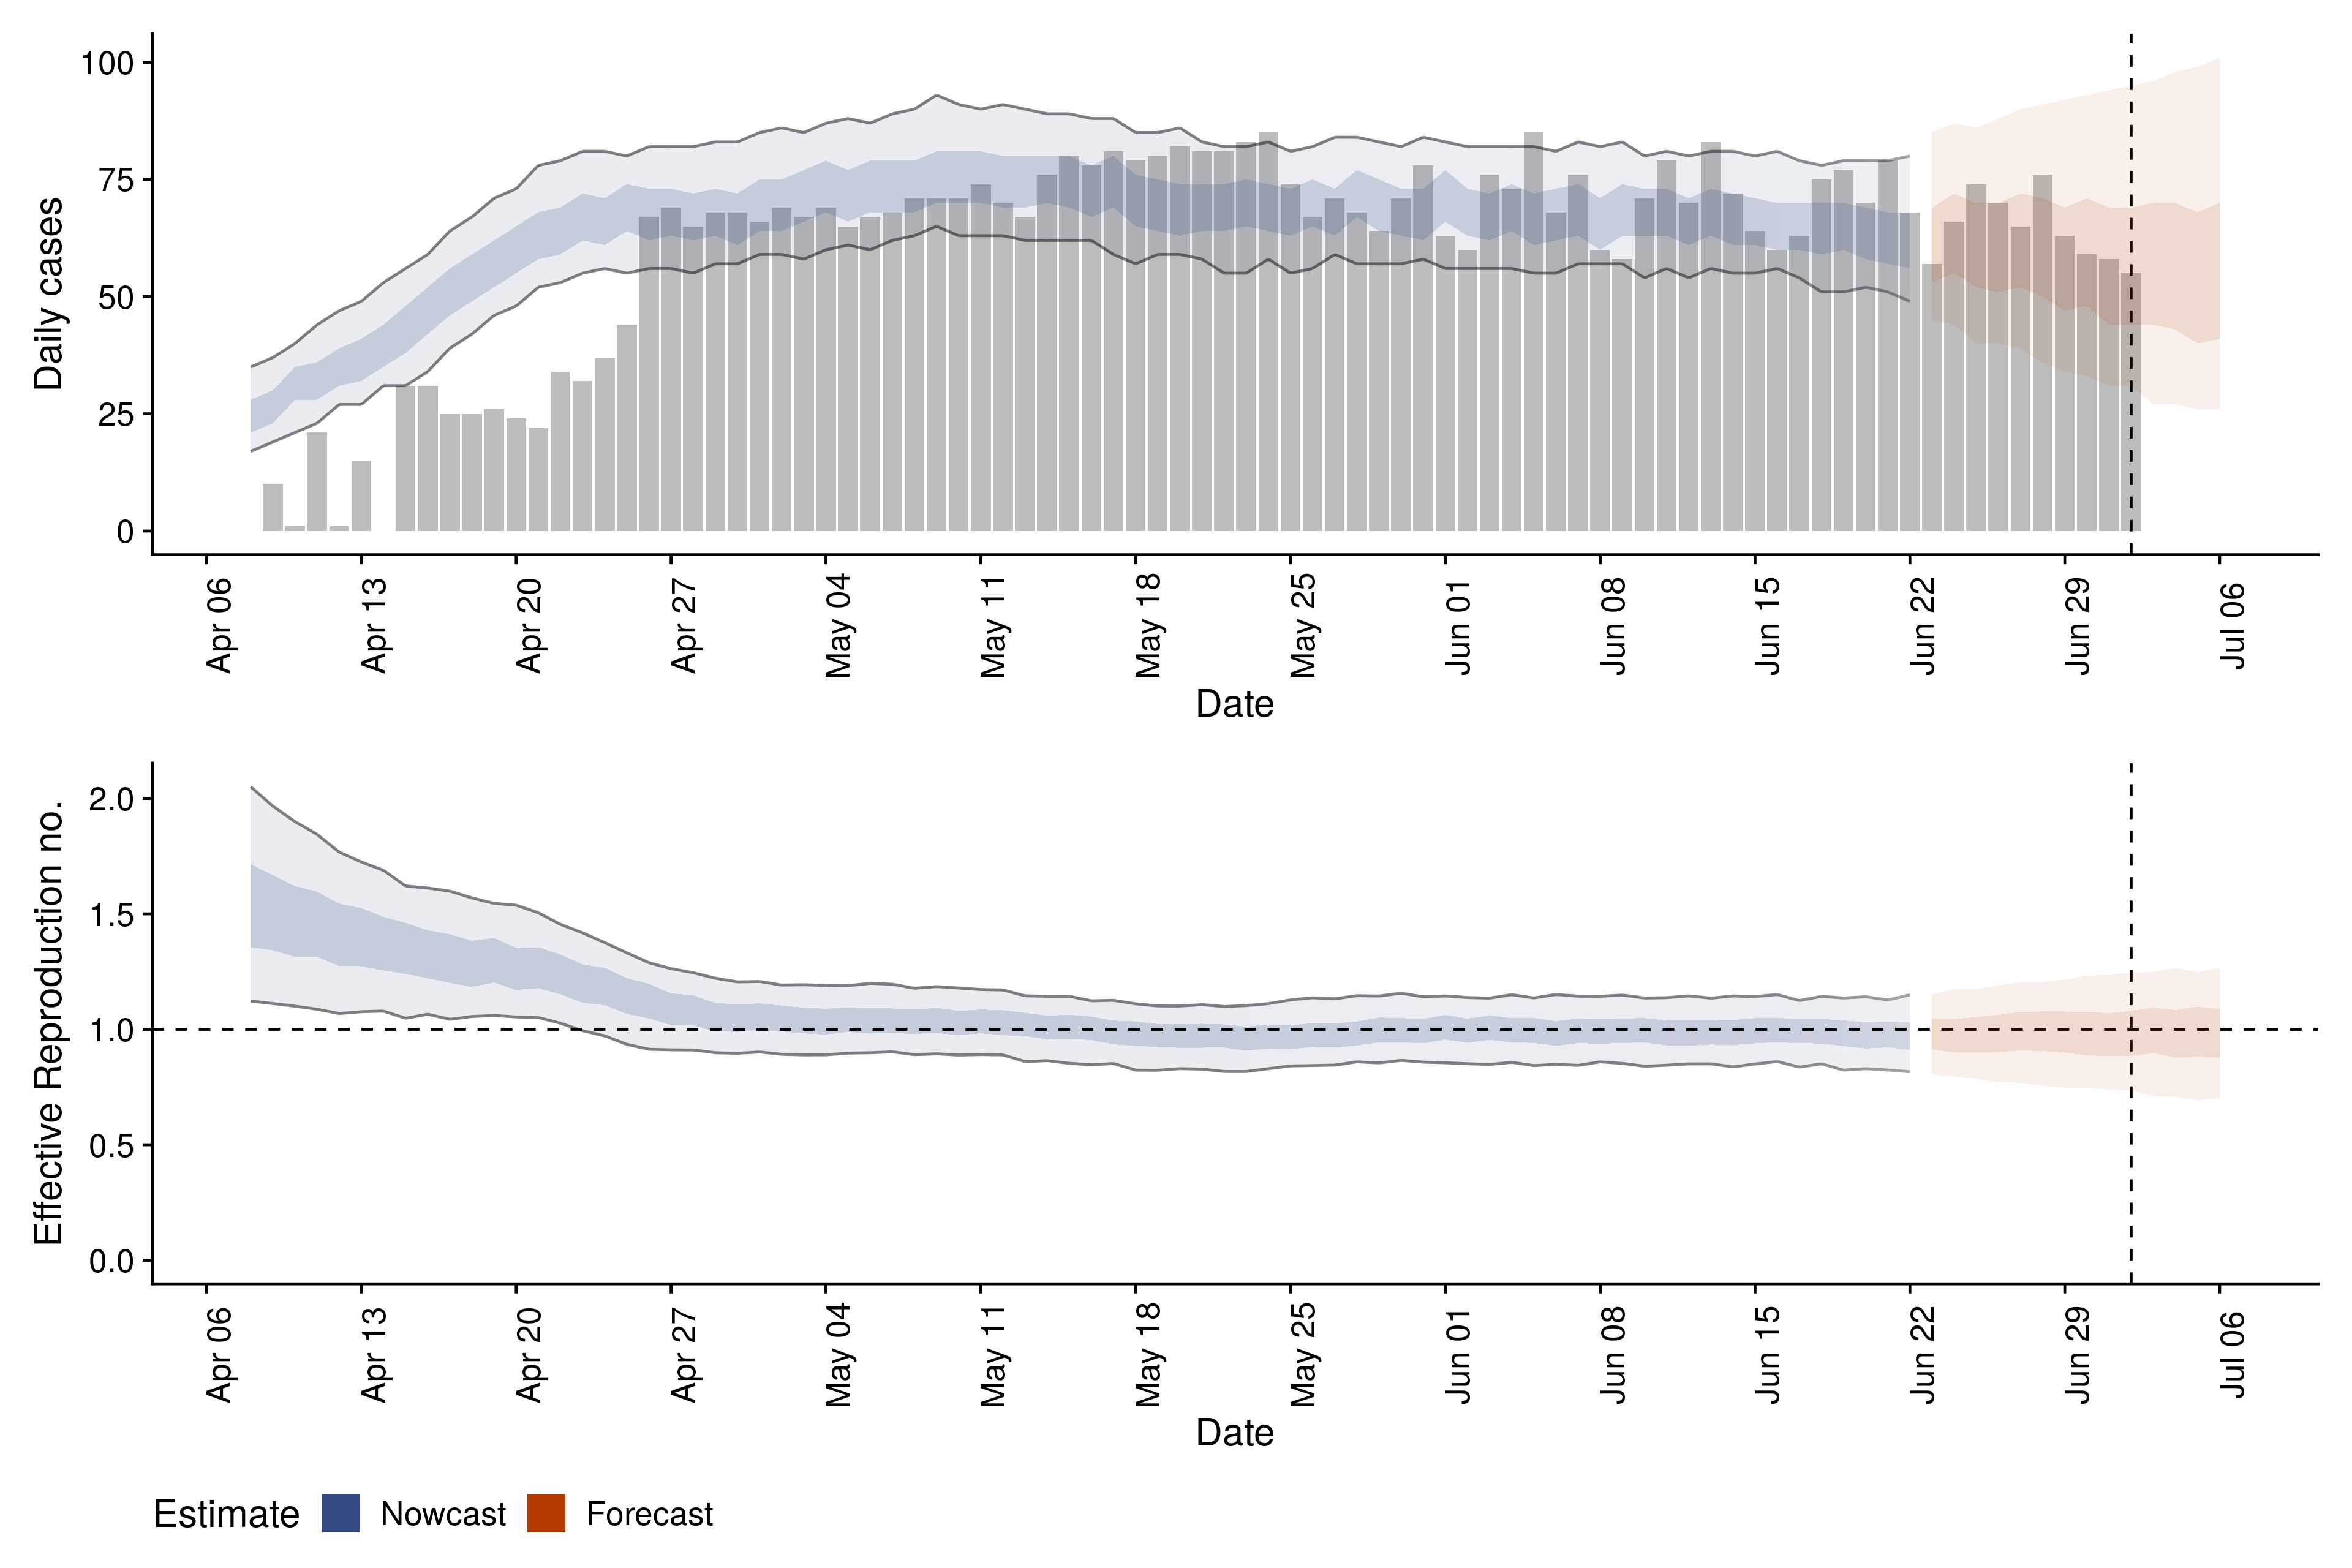 Daily cases
100
75
50
25
0
Apr 06 Apr 13 Apr 20 Apr 27 May 04 May 11 May 18 May 25 Jun 01 Jun 08 Jun 15 Jun 22 Jun 29 Jul 06
Date
Effective Reproduction no.
2.0
1.5
1.0
0.5
0.0
Apr 06 Apr 13 Apr 20 Apr 27 May 04 May 11 May 18 May 25 Jun 01 Jun 08 Jun 15 Jun 22 Jun 29 Jul 06
Date
Estimate Nowcast Forecast